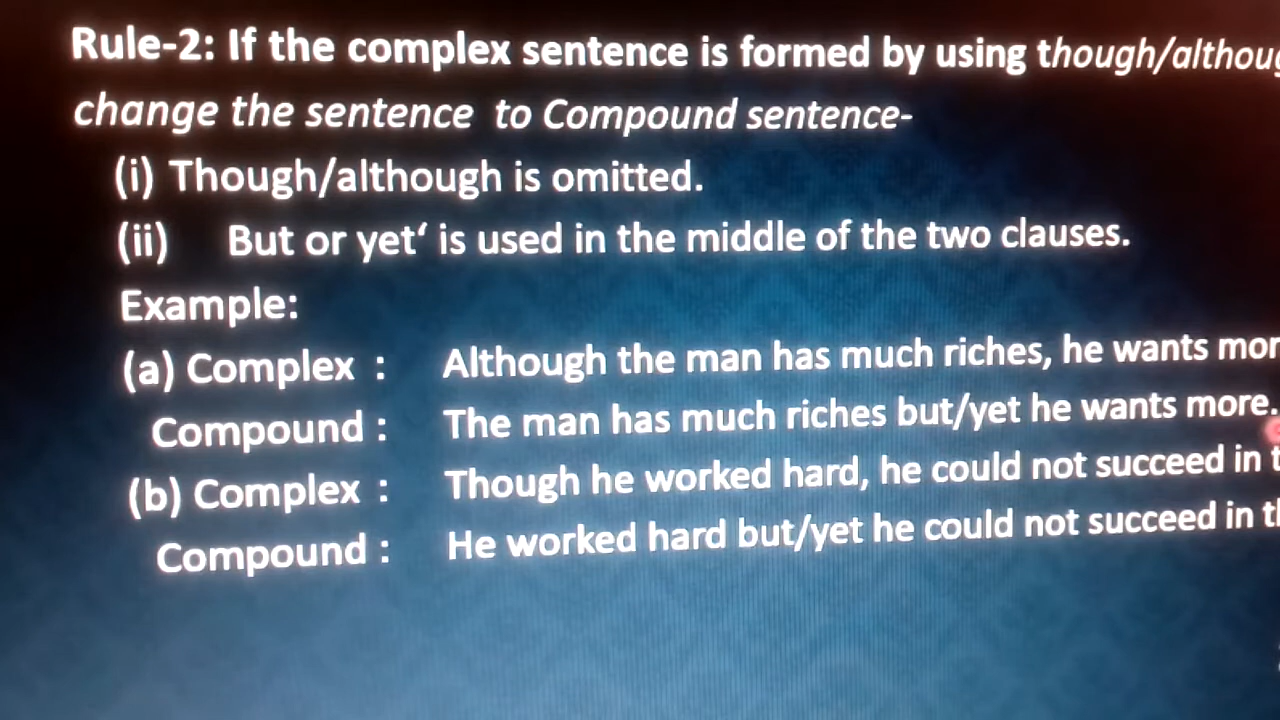 Rule-2: If the complex sentence is formed by using though/althoug
change the sentence to Compound sentence-
(i) Though/although is omitted.
(ii) But or yet‘ is used in the middle of the two clauses.
Example:
(a) Complex : Although the man has much riches, he wants mor
Compound : The man has much riches but/yet he wants more.
(b) Complex : Though he worked hard, he could not succeed in t
Compound : He worked hard but/yet he could not succeed in th